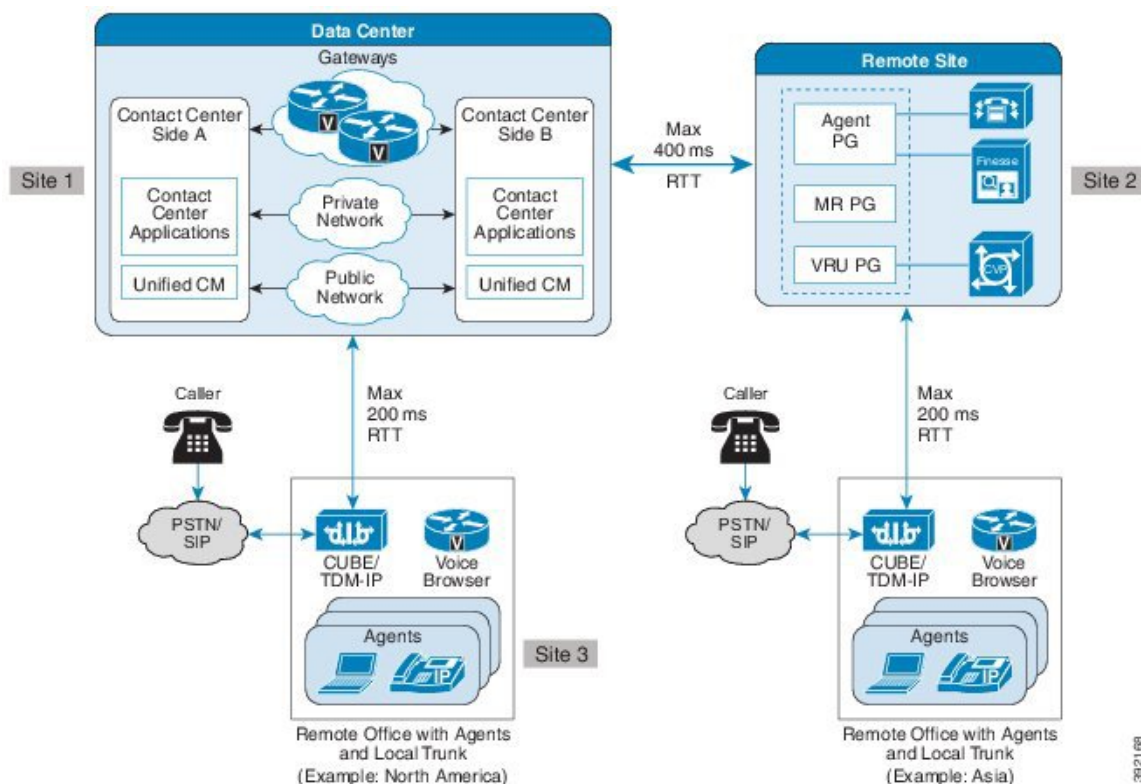 Data Center
Gateways
Contact Center
Side A
V
V
Contact Center
Side B
Contact
Center
Applications
Private
Network
Contact
Center
Applications
Unified CM
Public
Network
Unified CM
Site 1
Max
400 ms
RTT
Remote Site
Agent
PG
Finesse
MR PG
VRU PG
CVP
Site 2
Caller
Max
200 ms
RTT
PSTN/
SIP
CUBE/
TDM-IP
V
Voice
Browser
Agents
IP
Site 3
Remote Office with Agents
and Local Trunk
(Example: North America)
Caller
Max
200 ms
RTT
PSTN/
SIP
CUBE/
TDM-IP
V
Voice
Browser
Agents
IP
Remote Office with Agents
and Local Trunk
(Example: Asia)